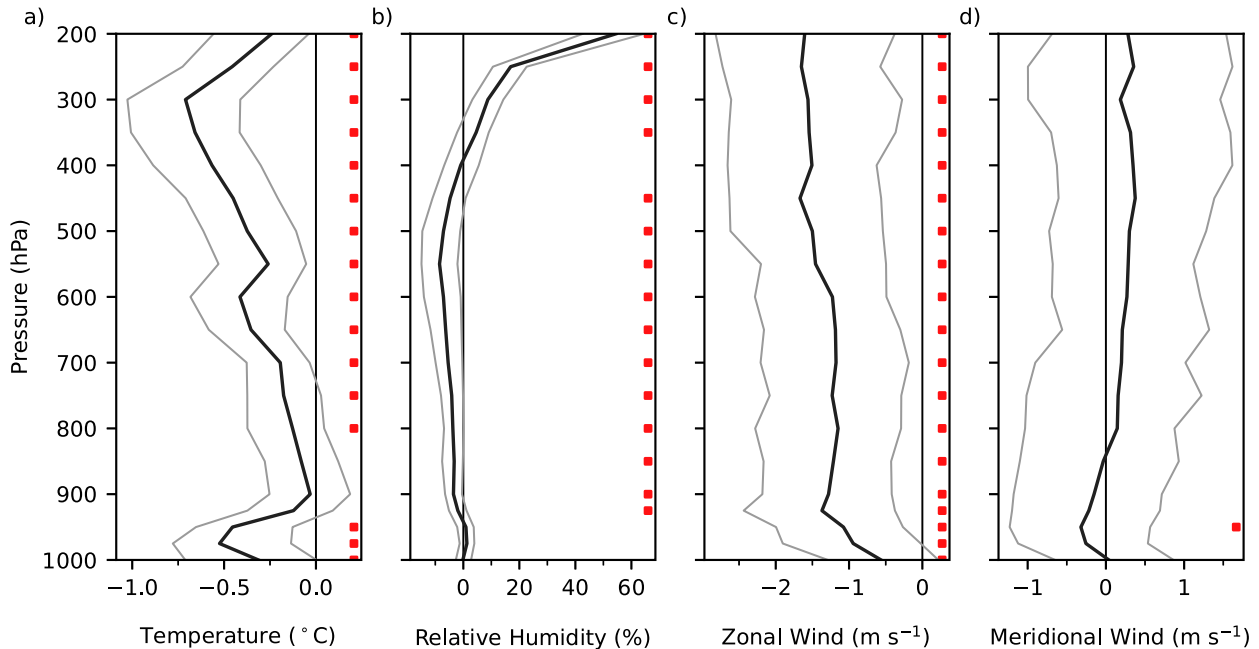 a) b) c) d)
200
300
400
500
600
700
800
900
1000
Pressure (hPa)
−1.0 −0.5 0.0
0 20 40 60
−2 −1 0
−1 0 1
Temperature (°C) Relative Humidity (%) Zonal Wind (m s⁻¹) Meridional Wind (m s⁻¹)